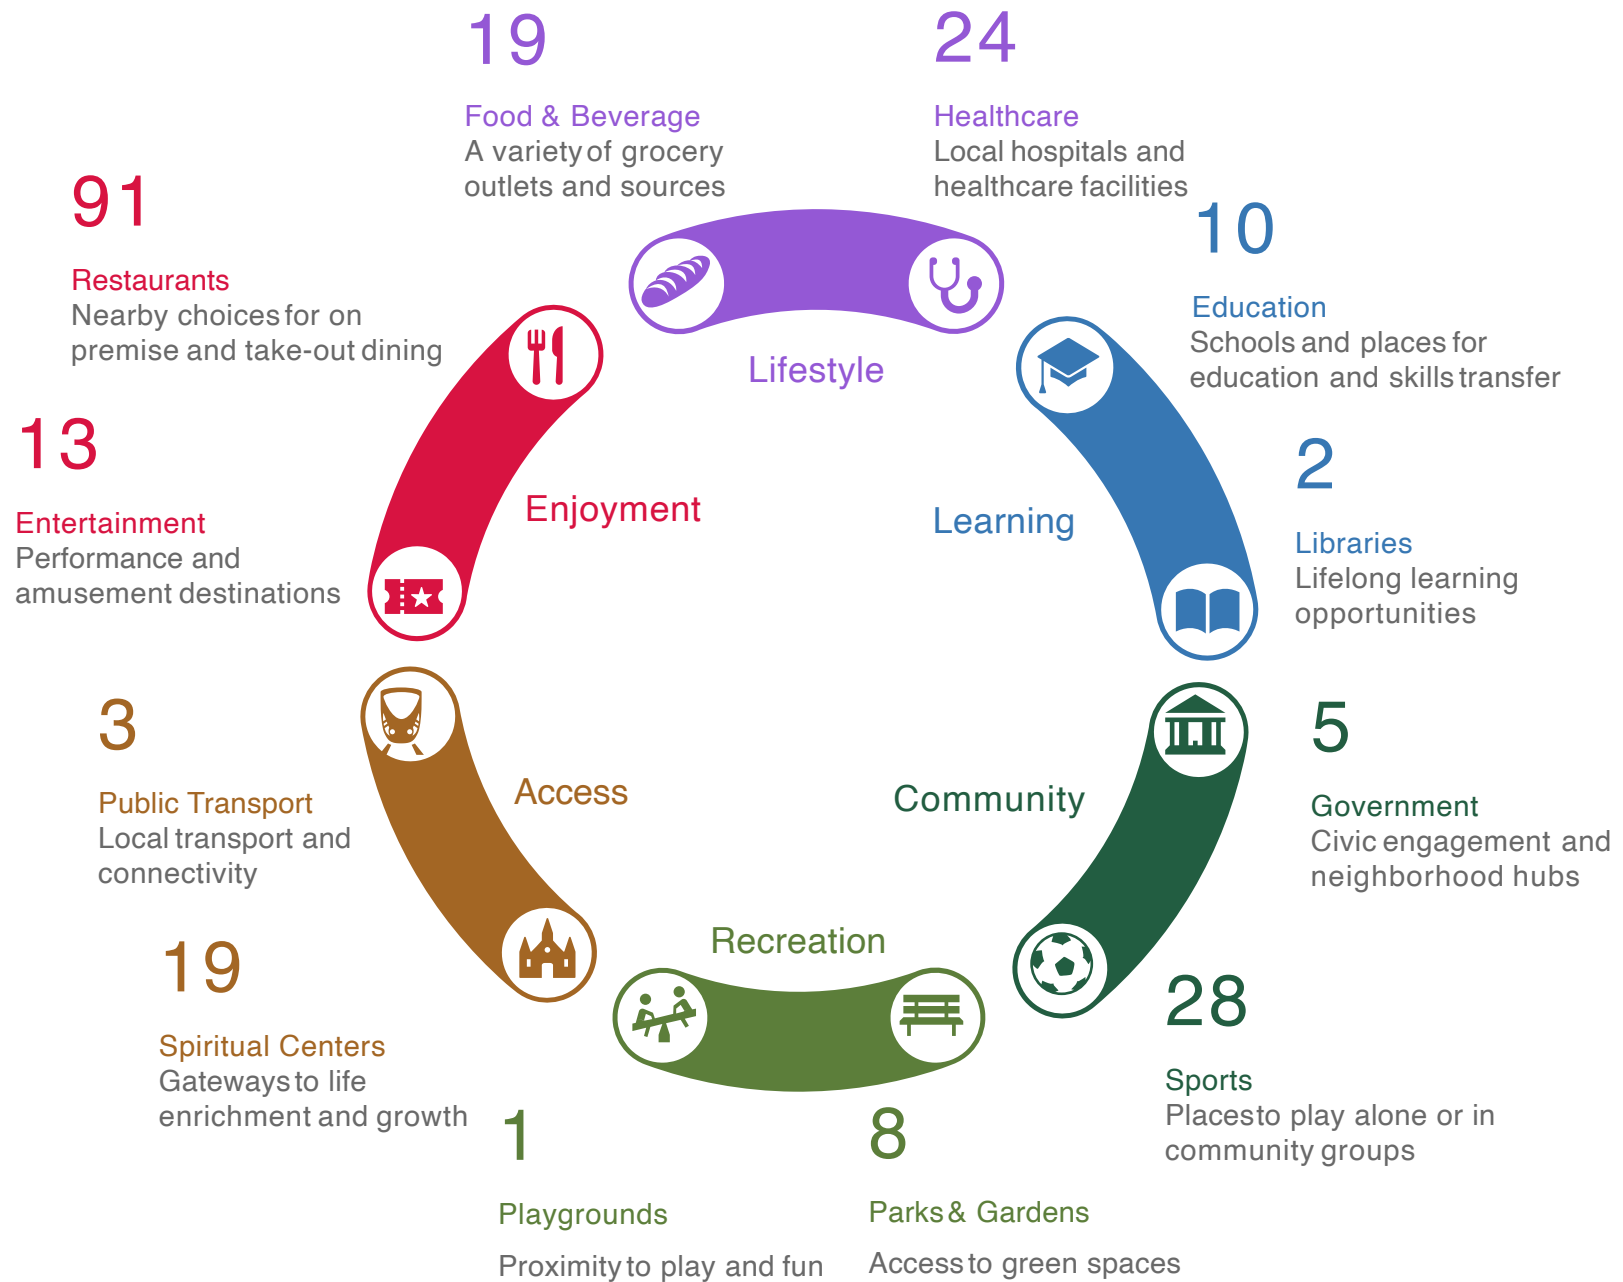 19
Food & Beverage
A variety of grocery
outlets and sources
24
Healthcare
Local hospitals and
healthcare facilities
91
Restaurants
Nearby choices for on
premise and take-out dining
10
Education
Schools and places for
education and skills transfer
Lifestyle
13
Entertainment
Performance and
amusement destinations
Enjoyment
Learning
2
Libraries
Lifelong learning
opportunities
3
Public Transport
Local transport and
connectivity
Access
Community
5
Government
Civic engagement and
neighborhood hubs
19
Spiritual Centers
Gateways to life
enrichment and growth
Recreation
28
Sports
Placesto play alone or in
community groups
1
Playgrounds
Proximity to play and fun
8
Parks & Gardens
Access to green spaces